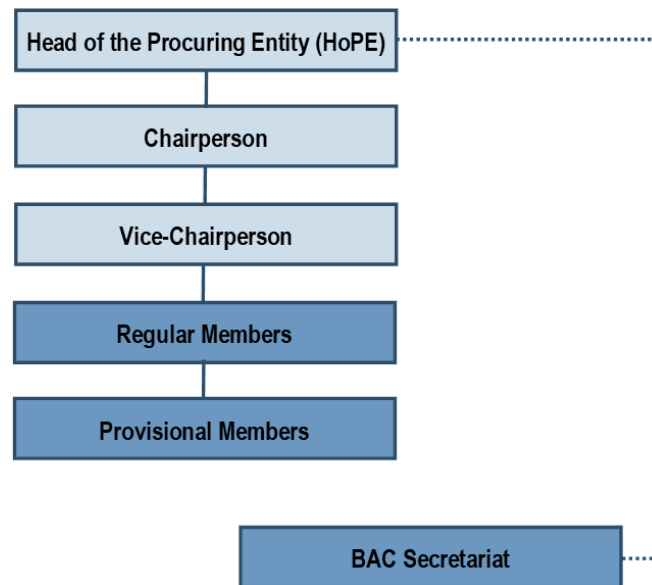 Head of the Procuring Entity (HoPE)
Chairperson
Vice-Chairperson
Regular Members
Provisional Members
BAC Secretariat